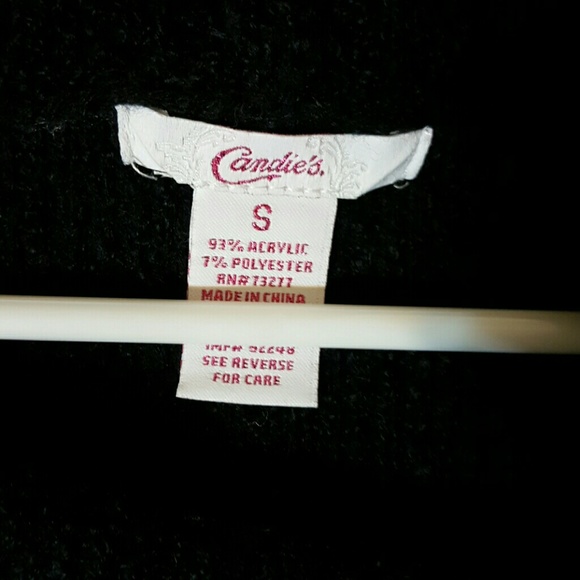 Candie's.
S
93% ACRYLIC
7% POLYESTER
RN#73277
MADE IN CHINA
SEE REVERSE
FOR CARE